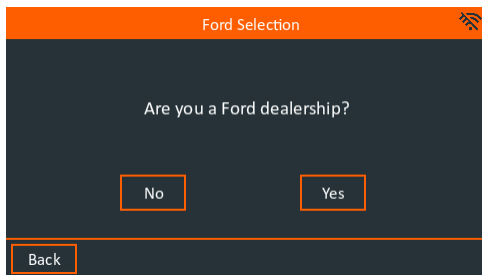 Ford Selection
Are you a Ford dealership?
No
Yes
Back